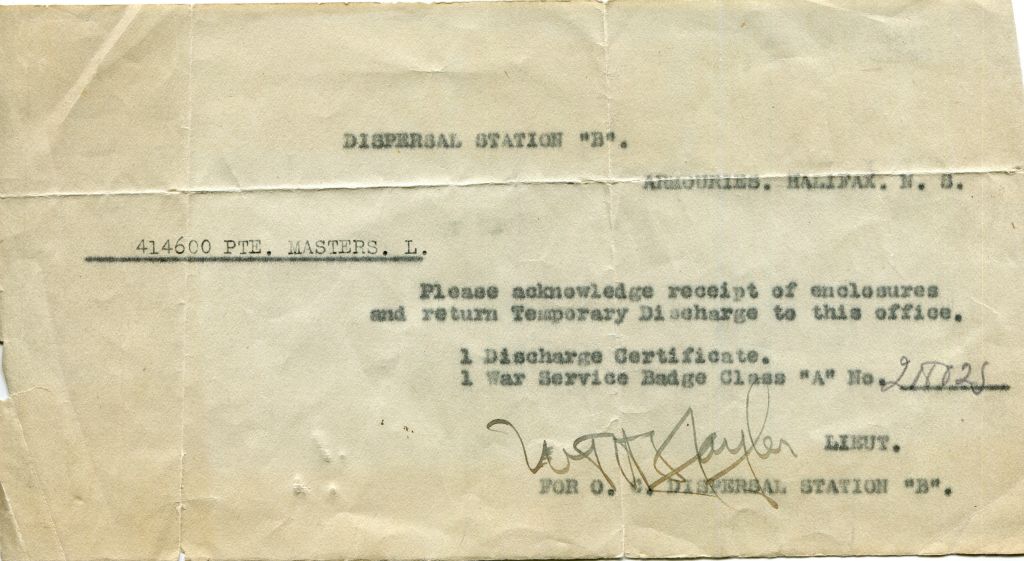 DISPERSAL STATION "B".
ARMOURIES. HALIFAX. N. S.
414600 PTE. MASTERS. L.
Please acknowledge receipt of enclosures
and return Temporary Discharge to this office.
1 Discharge Certificate.
1 War Service Badge Class "A" No.
LIEUT.
FOR O. C. DISPERSAL STATION "B".